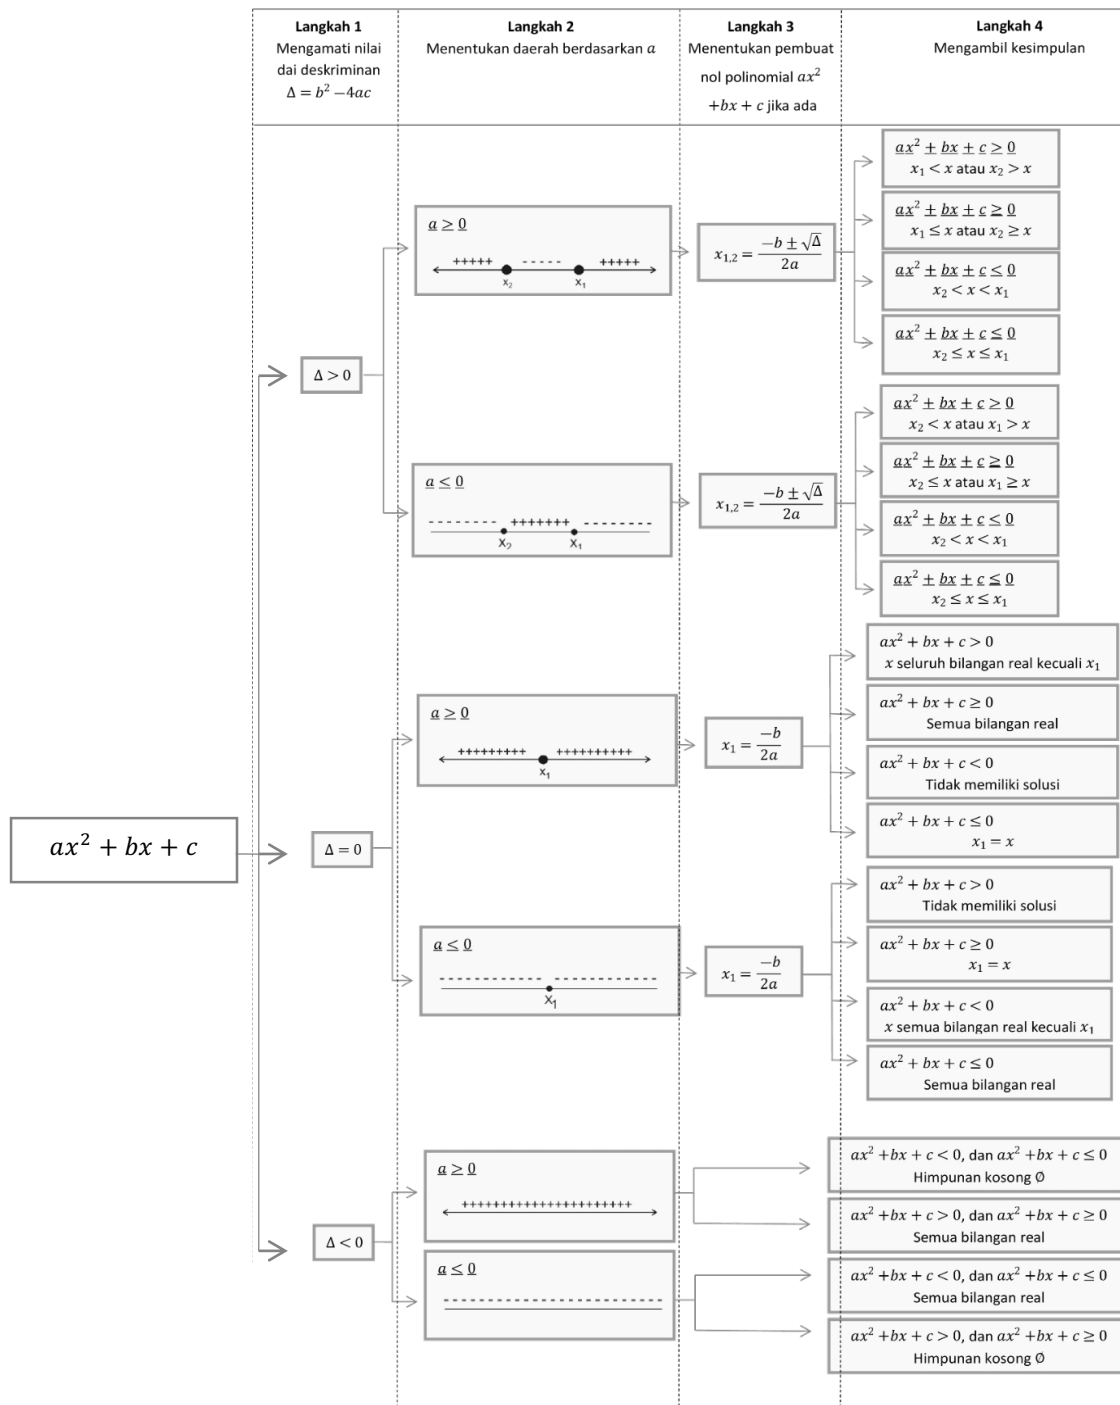 Langkah 1
Mengamati nilai
dai deskriminan
Δ = b² − 4ac
Langkah 2
Menentukan daerah berdasarkan a
Langkah 3
Menentukan pembuat
nol polinomial ax²
+bx + c jika ada
Langkah 4
Mengambil kesimpulan
ax² + bx + c
Δ > 0
a ≥ 0
+++++ ----- +++++
x₂ x₁
x₁,₂ = (−b ± √Δ)/2a
ax² ± bx ± c ≥ 0
x₁ < x atau x₂ > x
ax² ± bx ± c ≥ 0
x₁ ≤ x atau x₂ ≥ x
ax² ± bx ± c ≤ 0
x₂ < x < x₁
ax² ± bx ± c ≤ 0
x₂ ≤ x ≤ x₁
a ≤ 0
---------- +++++++ ----------
x₂ x₁
x₁,₂ = (−b ± √Δ)/2a
ax² ± bx ± c ≥ 0
x₂ < x atau x₁ > x
ax² ± bx ± c ≥ 0
x₂ ≤ x atau x₁ ≥ x
ax² ± bx ± c ≤ 0
x₂ < x < x₁
ax² ± bx ± c ≤ 0
x₂ ≤ x ≤ x₁
Δ = 0
a ≥ 0
++++++++++ +++++++++++
x₁
x₁ = −b/2a
ax² + bx + c > 0
x seluruh bilangan real kecuali x₁
ax² + bx + c ≥ 0
Semua bilangan real
ax² + bx + c < 0
Tidak memiliki solusi
ax² + bx + c ≤ 0
x₁ = x
a ≤ 0
--------------- ---------------
x₁
x₁ = −b/2a
ax² + bx + c > 0
Tidak memiliki solusi
ax² + bx + c ≥ 0
x₁ = x
ax² + bx + c < 0
x semua bilangan real kecuali x₁
ax² + bx + c ≤ 0
Semua bilangan real
Δ < 0
a ≥ 0
+++++++++++++++++++++++++
ax² +bx + c < 0, dan ax² +bx + c ≤ 0
Himpunan kosong Ø
ax² +bx + c > 0, dan ax² +bx + c ≥ 0
Semua bilangan real
a ≤ 0
--------------------------------
ax² +bx + c < 0, dan ax² +bx + c ≤ 0
Semua bilangan real
ax² +bx + c > 0, dan ax² +bx + c ≥ 0
Himpunan kosong Ø